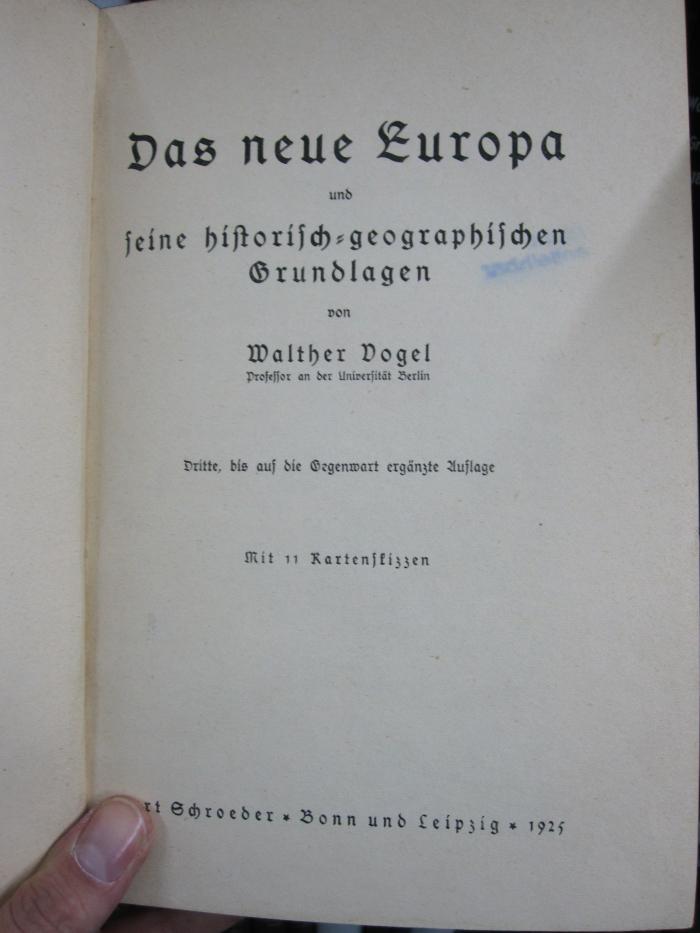 Das neue Europa
und
ſeine hiſtoriſch-geographiſchen
Grundlagen
von
Walther Vogel
Profeſſor an der Univerſität Berlin
Dritte, bis auf die Gegenwart ergänzte Auflage
Mit 11 Kartenſkizzen
rt Schroeder * Bonn und Leipzig * 1925